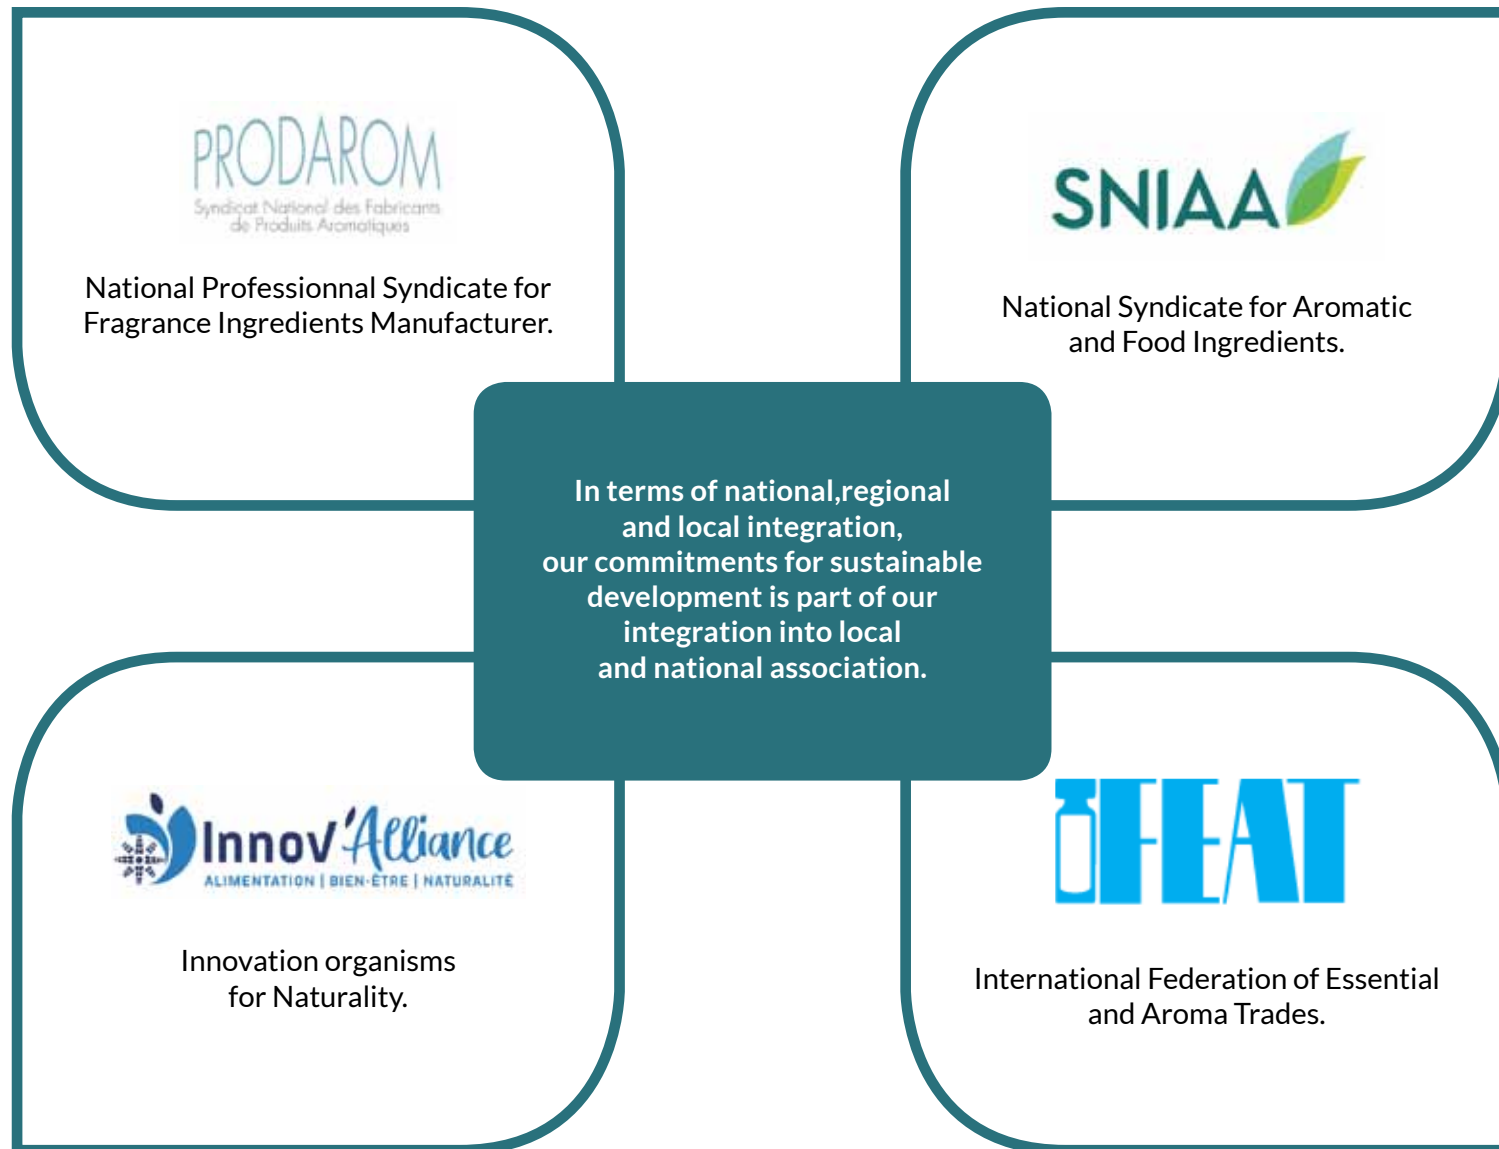 PRODAROM
Syndicat National des Fabricants
de Produits Aromatiques
National Professionnal Syndicate for
Fragrance Ingredients Manufacturer.
SNIAA
National Syndicate for Aromatic
and Food Ingredients.
In terms of national,regional
and local integration,
our commitments for sustainable
development is part of our
integration into local
and national association.
Innov'Alliance
ALIMENTATION | BIEN-ÊTRE | NATURALITÉ
Innovation organisms
for Naturality.
IFEAT
International Federation of Essential
and Aroma Trades.